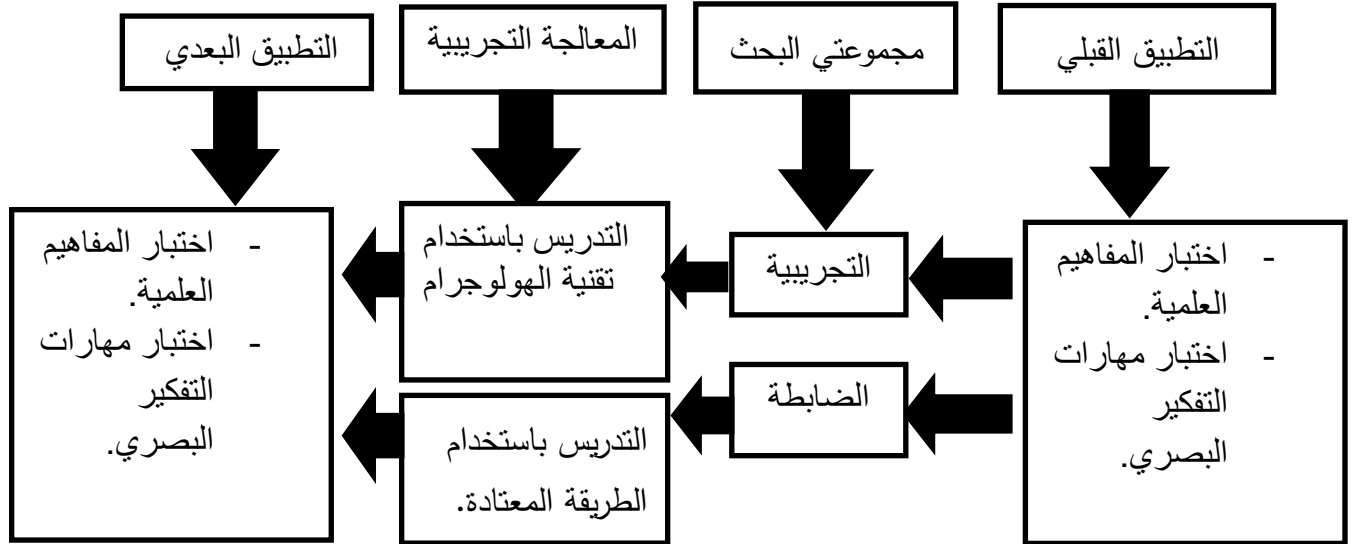 التطبيق القبلي
مجموعتي البحث
المعالجة التجريبية
التطبيق البعدي
- اختبار المفاهيم
العلمية.
- اختبار مهارات
التفكير
البصري.
التجريبية
الضابطة
التدريس باستخدام
تقنية الهولوجرام
التدريس باستخدام
الطريقة المعتادة.
- اختبار المفاهيم
العلمية.
- اختبار مهارات
التفكير
البصري.